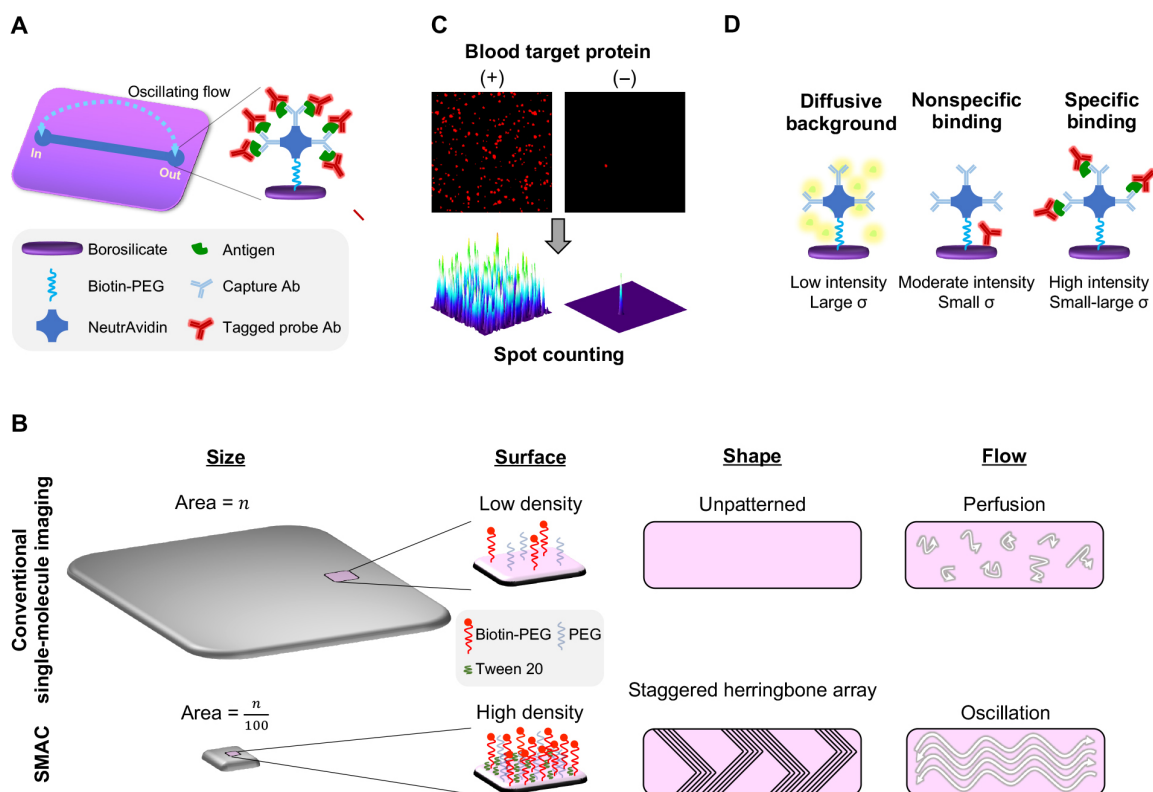 A
Oscillating flow
In
Out
Borosilicate
Antigen
Biotin-PEG
Capture Ab
NeutrAvidin
Tagged probe Ab
C
Blood target protein
(+)
(–)
Spot counting
D
Diffusive
background
Nonspecific
binding
Specific
binding
Low intensity
Large σ
Moderate intensity
Small σ
High intensity
Small-large σ
B
Size
Surface
Shape
Flow
Conventional
single-molecule imaging
Area = n
Low density
Unpatterned
Perfusion
Biotin-PEG
PEG
Tween 20
SMAC
Area = n/100
High density
Staggered herringbone array
Oscillation